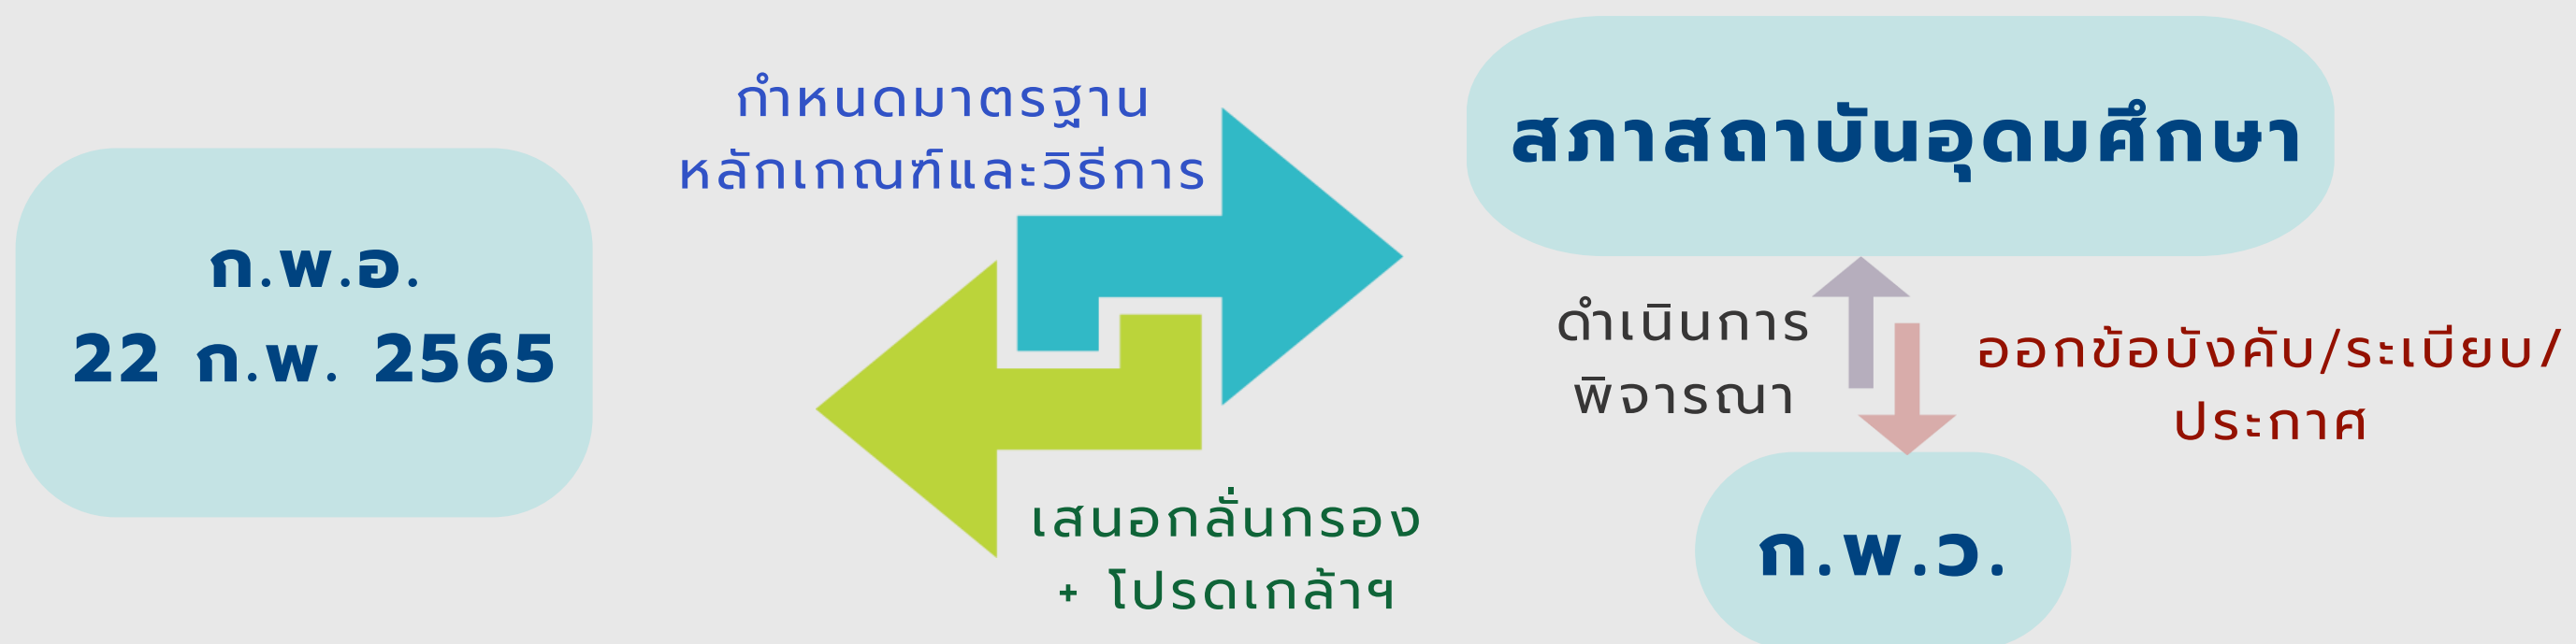 ก.พ.อ.
22 ก.พ. 2565
กำหนดมาตรฐาน
หลักเกณฑ์และวิธีการ
เสนอกลั่นกรอง
+ โปรดเกล้าฯ
สภาสถาบันอุดมศึกษา
ดำเนินการ
พิจารณา
ออกข้อบังคับ/ระเบียบ/
ประกาศ
ก.พ.ว.